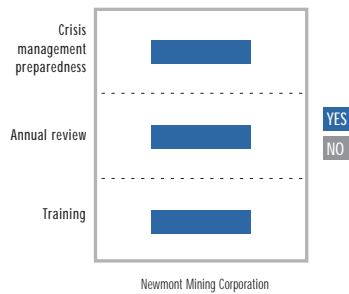 Crisis
management
preparedness
Annual review
Training
YES
NO
Newmont Mining Corporation